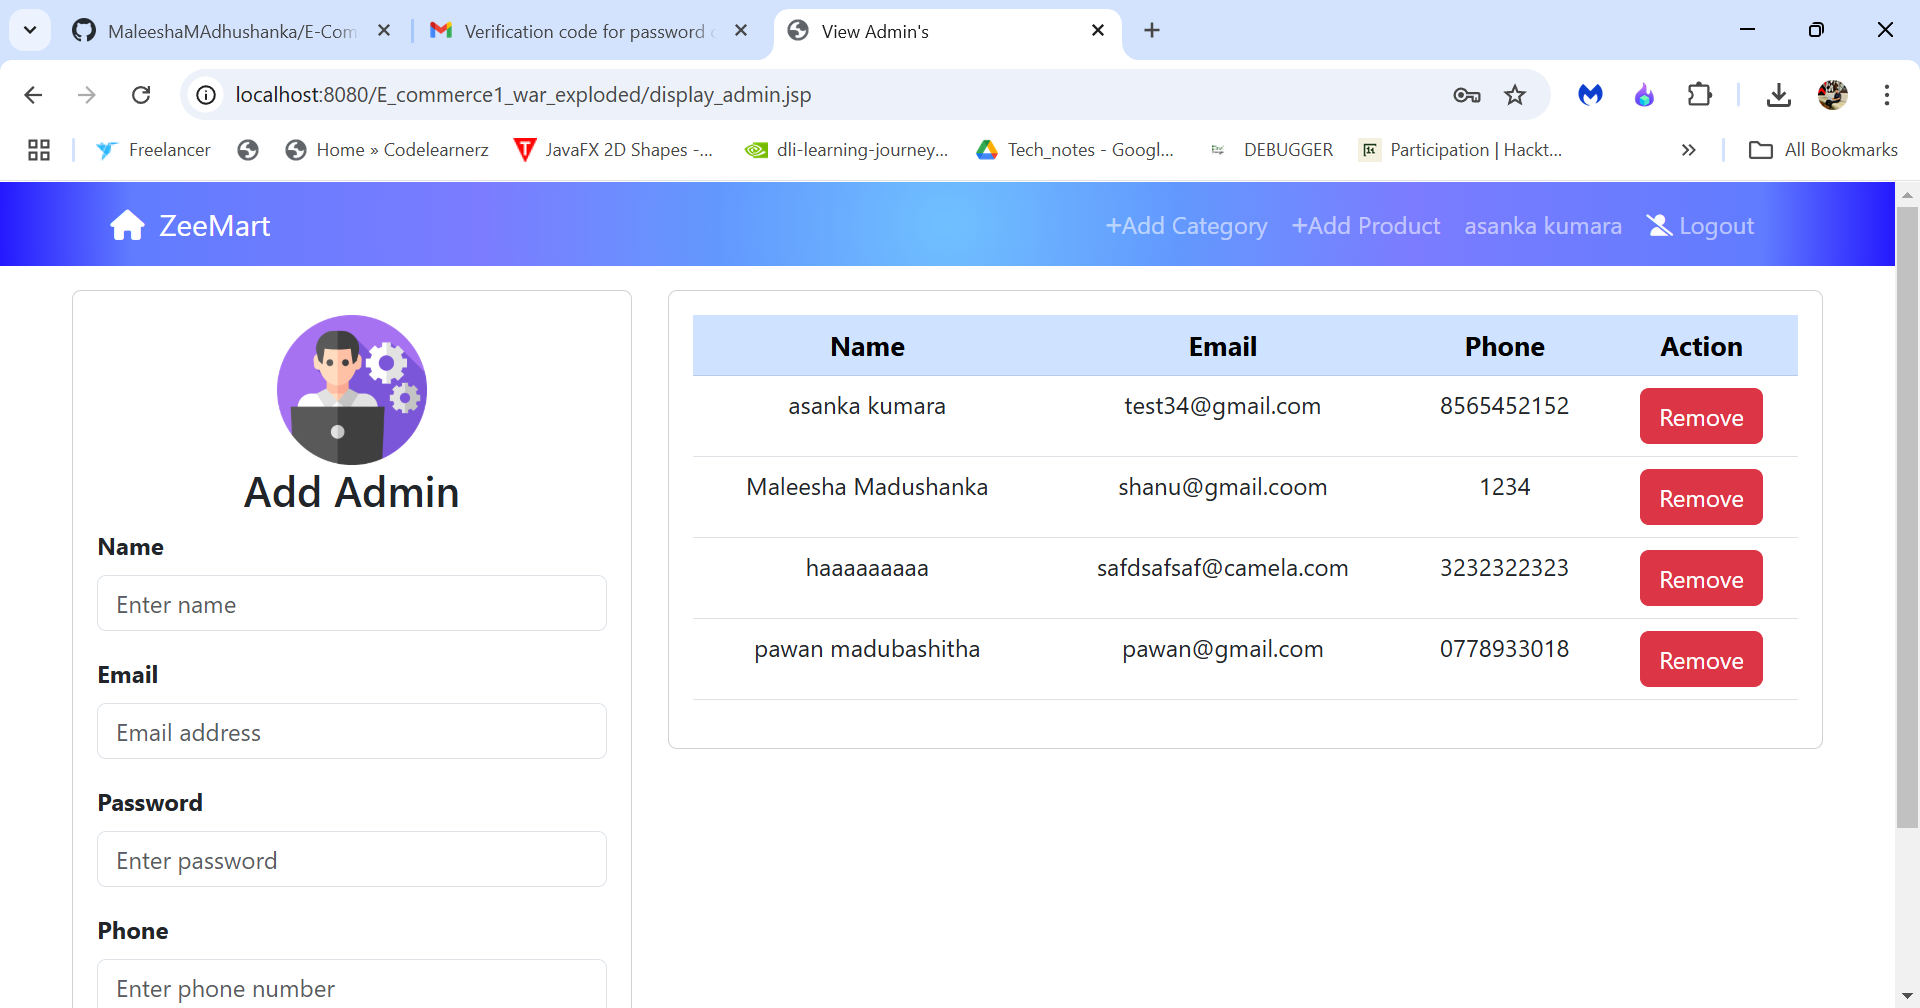 MaleeshaMAdhushanka/E-Com
Verification code for password c
View Admin's
localhost:8080/E_commerce1_war_exploded/display_admin.jsp
Freelancer
Home » Codelearnerz
JavaFX 2D Shapes -...
dli-learning-journey...
Tech_notes - Googl...
DEBUGGER
Participation | Hackt...
All Bookmarks
ZeeMart
+Add Category
+Add Product
asanka kumara
Logout
Add Admin
Name
Enter name
Email
Email address
Password
Enter password
Phone
Enter phone number
Name Email Phone Action
asanka kumara test34@gmail.com 8565452152 Remove
Maleesha Madushanka shanu@gmail.coom 1234 Remove
haaaaaaaaa safdsafsaf@camela.com 3232322323 Remove
pawan madubashitha pawan@gmail.com 0778933018 Remove